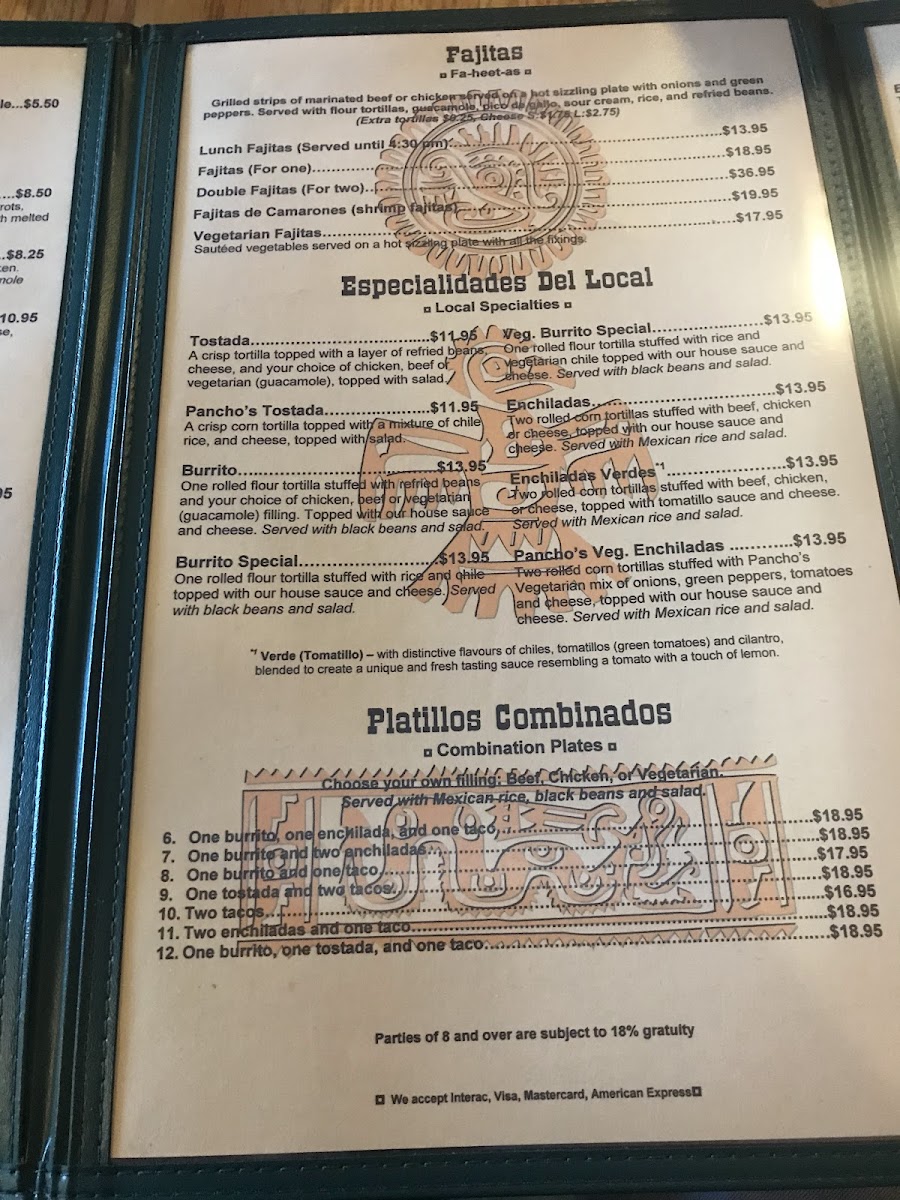 le...$5.50
....$8.50
rots,
h melted
..$8.25
ken.
mole
10.95
se,
95
Fajitas
¤ Fa-heet-as ¤
Grilled strips of marinated beef or chicken served on a hot sizzling plate with onions and green
peppers. Served with flour tortillas, guacamole, pico de gallo, sour cream, rice, and refried beans.
(Extra tortillas $0.25, Cheese S:$1.75 L:$2.75)
Lunch Fajitas (Served until 4:30 pm)...$13.95
Fajitas (For one)...$18.95
Double Fajitas (For two)...$36.95
Fajitas de Camarones (shrimp fajitas)...$19.95
Vegetarian Fajitas...$17.95
Sautéed vegetables served on a hot sizzling plate with all the fixings.
Especialidades Del Local
¤ Local Specialties ¤
Tostada...$11.95
A crisp tortilla topped with a layer of refried beans,
cheese, and your choice of chicken, beef or
vegetarian (guacamole), topped with salad.
Pancho's Tostada...$11.95
A crisp corn tortilla topped with a mixture of chile
rice, and cheese, topped with salad.
Burrito...$13.95
One rolled flour tortilla stuffed with refried beans
and your choice of chicken, beef or vegetarian
(guacamole) filling. Topped with our house sauce
and cheese. Served with black beans and salad.
Burrito Special...$13.95
One rolled flour tortilla stuffed with rice and chile
topped with our house sauce and cheese. Served
with black beans and salad.
Veg. Burrito Special...$13.95
One rolled flour tortilla stuffed with rice and
vegetarian chile topped with our house sauce and
cheese. Served with black beans and salad.
Enchiladas...$13.95
Two rolled corn tortillas stuffed with beef, chicken
or cheese, topped with our house sauce and
cheese. Served with Mexican rice and salad.
Enchiladas Verdes*1...$13.95
Two rolled corn tortillas stuffed with beef, chicken,
or cheese, topped with tomatillo sauce and cheese.
Served with Mexican rice and salad.
Pancho's Veg. Enchiladas ...$13.95
Two rolled corn tortillas stuffed with Pancho's
Vegetarian mix of onions, green peppers, tomatoes
and cheese, topped with our house sauce and
cheese. Served with Mexican rice and salad.
*1 Verde (Tomatillo) – with distinctive flavours of chiles, tomatillos (green tomatoes) and cilantro,
blended to create a unique and fresh tasting sauce resembling a tomato with a touch of lemon.
Platillos Combinados
¤ Combination Plates ¤
Choose your own filling: Beef, Chicken, or Vegetarian.
Served with Mexican rice, black beans and salad.
6. One burrito, one enchilada, and one taco...$18.95
7. One burrito and two enchiladas...$18.95
8. One burrito and one taco...$17.95
9. One tostada and two tacos...$18.95
10. Two tacos...$16.95
11. Two enchiladas and one taco...$18.95
12. One burrito, one tostada, and one taco...$18.95
Parties of 8 and over are subject to 18% gratuity
¤ We accept Interac, Visa, Mastercard, American Express¤